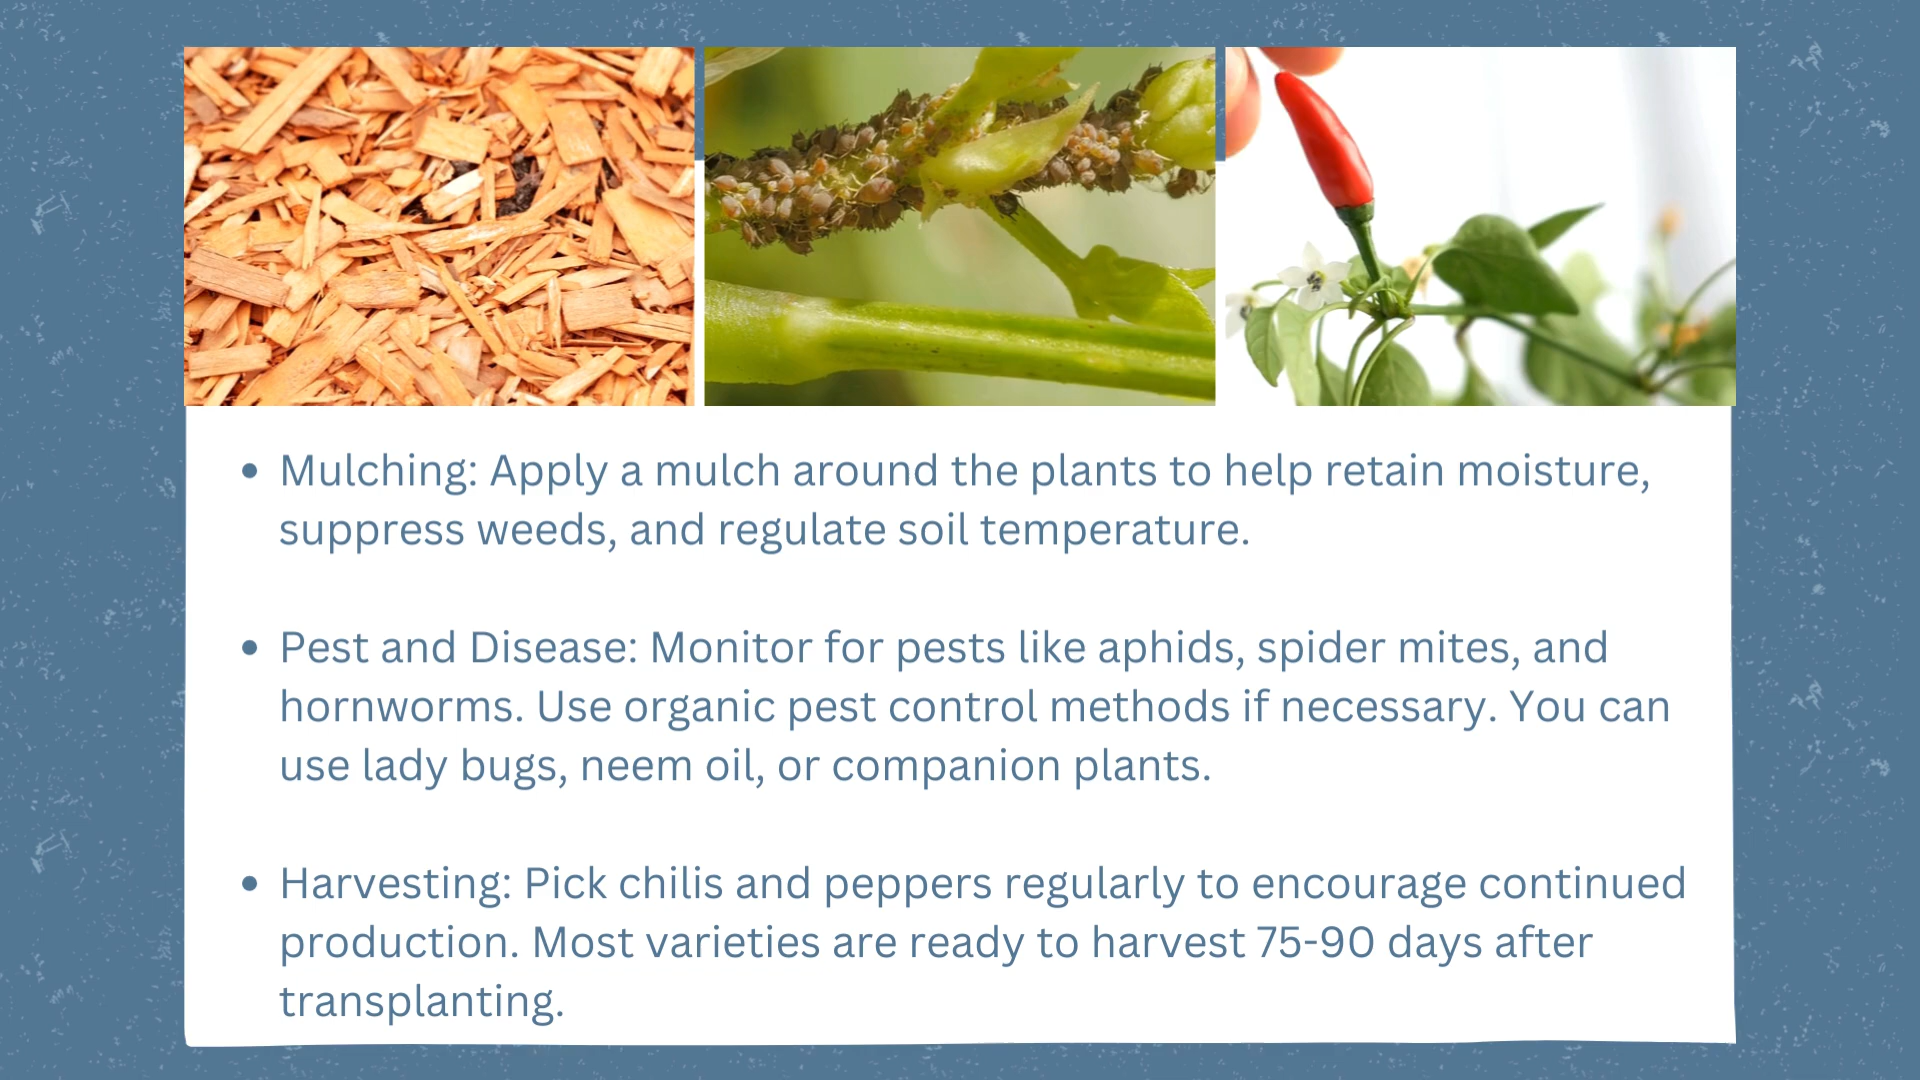 • Mulching: Apply a mulch around the plants to help retain moisture,
suppress weeds, and regulate soil temperature.
• Pest and Disease: Monitor for pests like aphids, spider mites, and
hornworms. Use organic pest control methods if necessary. You can
use lady bugs, neem oil, or companion plants.
• Harvesting: Pick chilis and peppers regularly to encourage continued
production. Most varieties are ready to harvest 75-90 days after
transplanting.